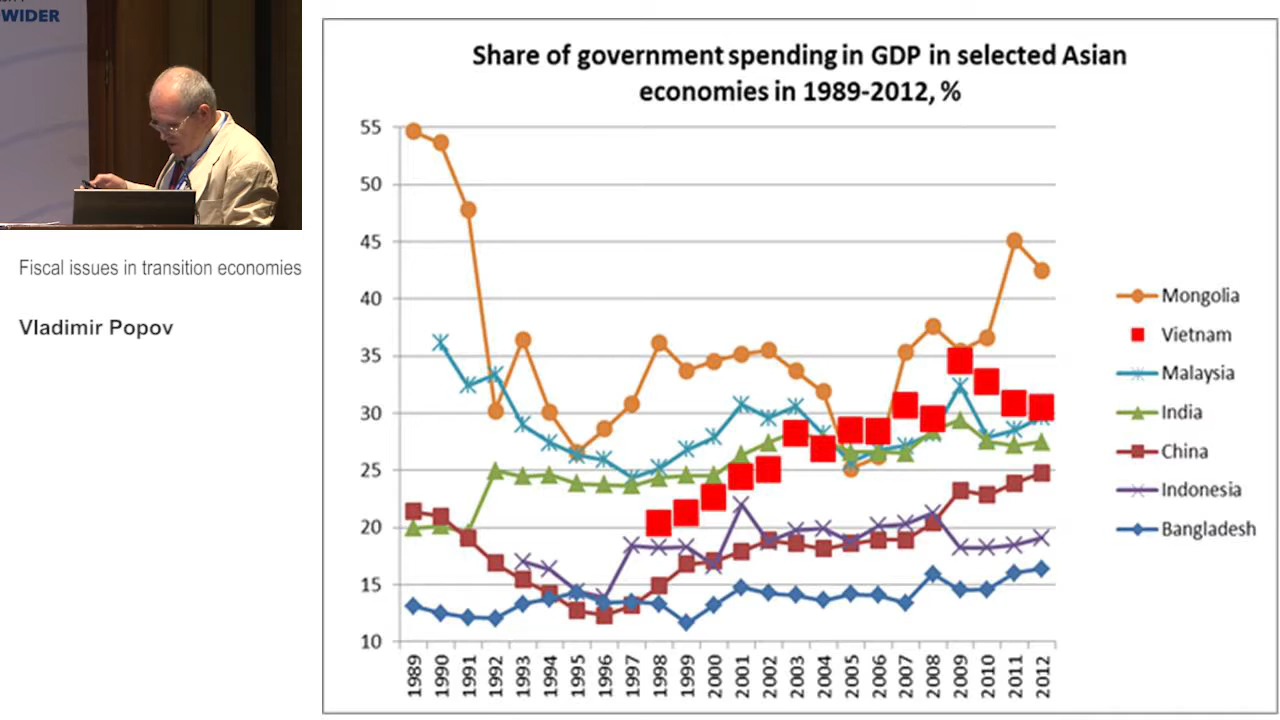 WIDER
Fiscal issues in transition economies
Vladimir Popov
Share of government spending in GDP in selected Asian
economies in 1989-2012, %
55
50
45
40
35
30
25
20
15
10
1989
1990
1991
1992
1993
1994
1995
1996
1997
1998
1999
2000
2001
2002
2003
2004
2005
2006
2007
2008
2009
2010
2011
2012
Mongolia
Vietnam
Malaysia
India
China
Indonesia
Bangladesh